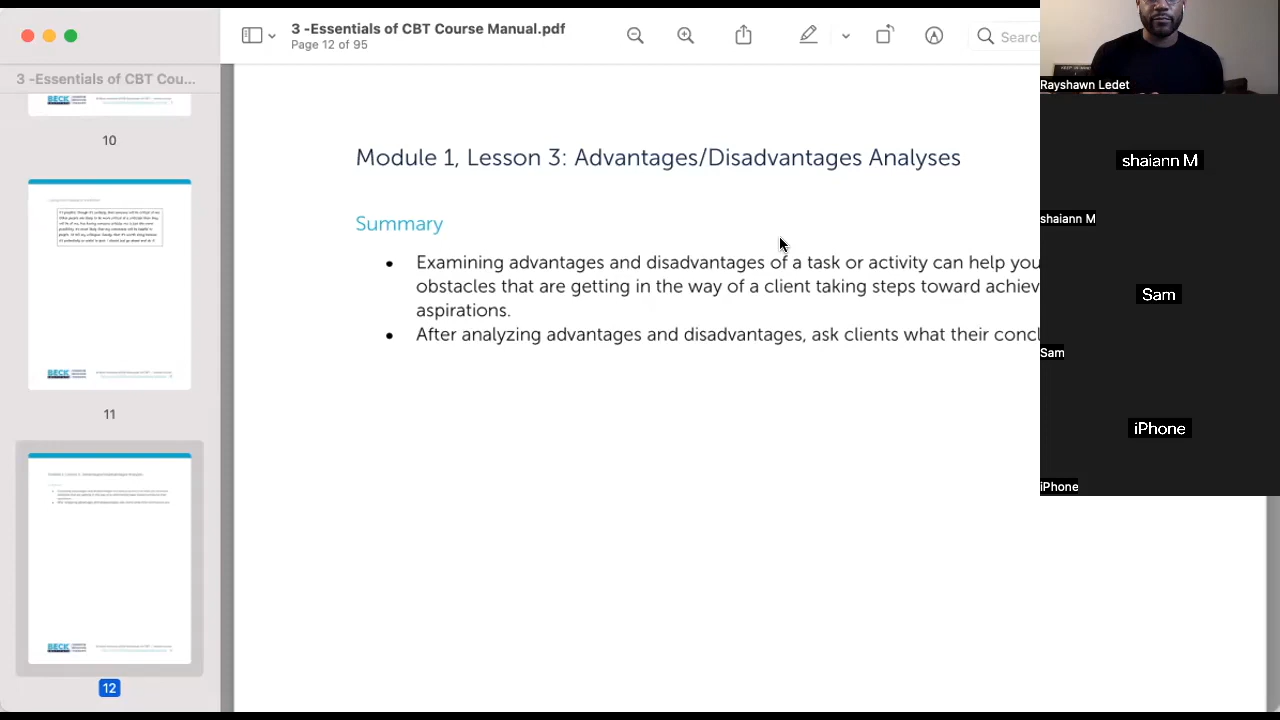 3 -Essentials of CBT Course Manual.pdf
Page 12 of 95
Search
3 -Essentials of CBT Cou...
10
11
12
BECK
BECK
BECK
Module 1, Lesson 3: Advantages/Disadvantages Analyses
Summary
• Examining advantages and disadvantages of a task or activity can help you
obstacles that are getting in the way of a client taking steps toward achiev
aspirations.
• After analyzing advantages and disadvantages, ask clients what their concl
Rayshawn Ledet
shaiann M
shaiann M
Sam
Sam
iPhone
iPhone